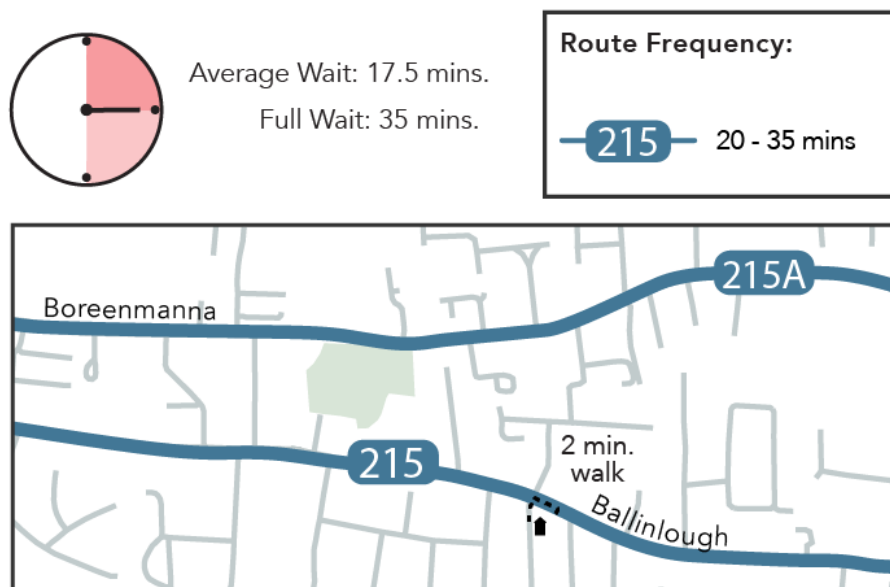 Average Wait: 17.5 mins.
Full Wait: 35 mins.
Route Frequency:
215 20 - 35 mins
215A
Boreenmanna
215
2 min.
walk
Ballinlough